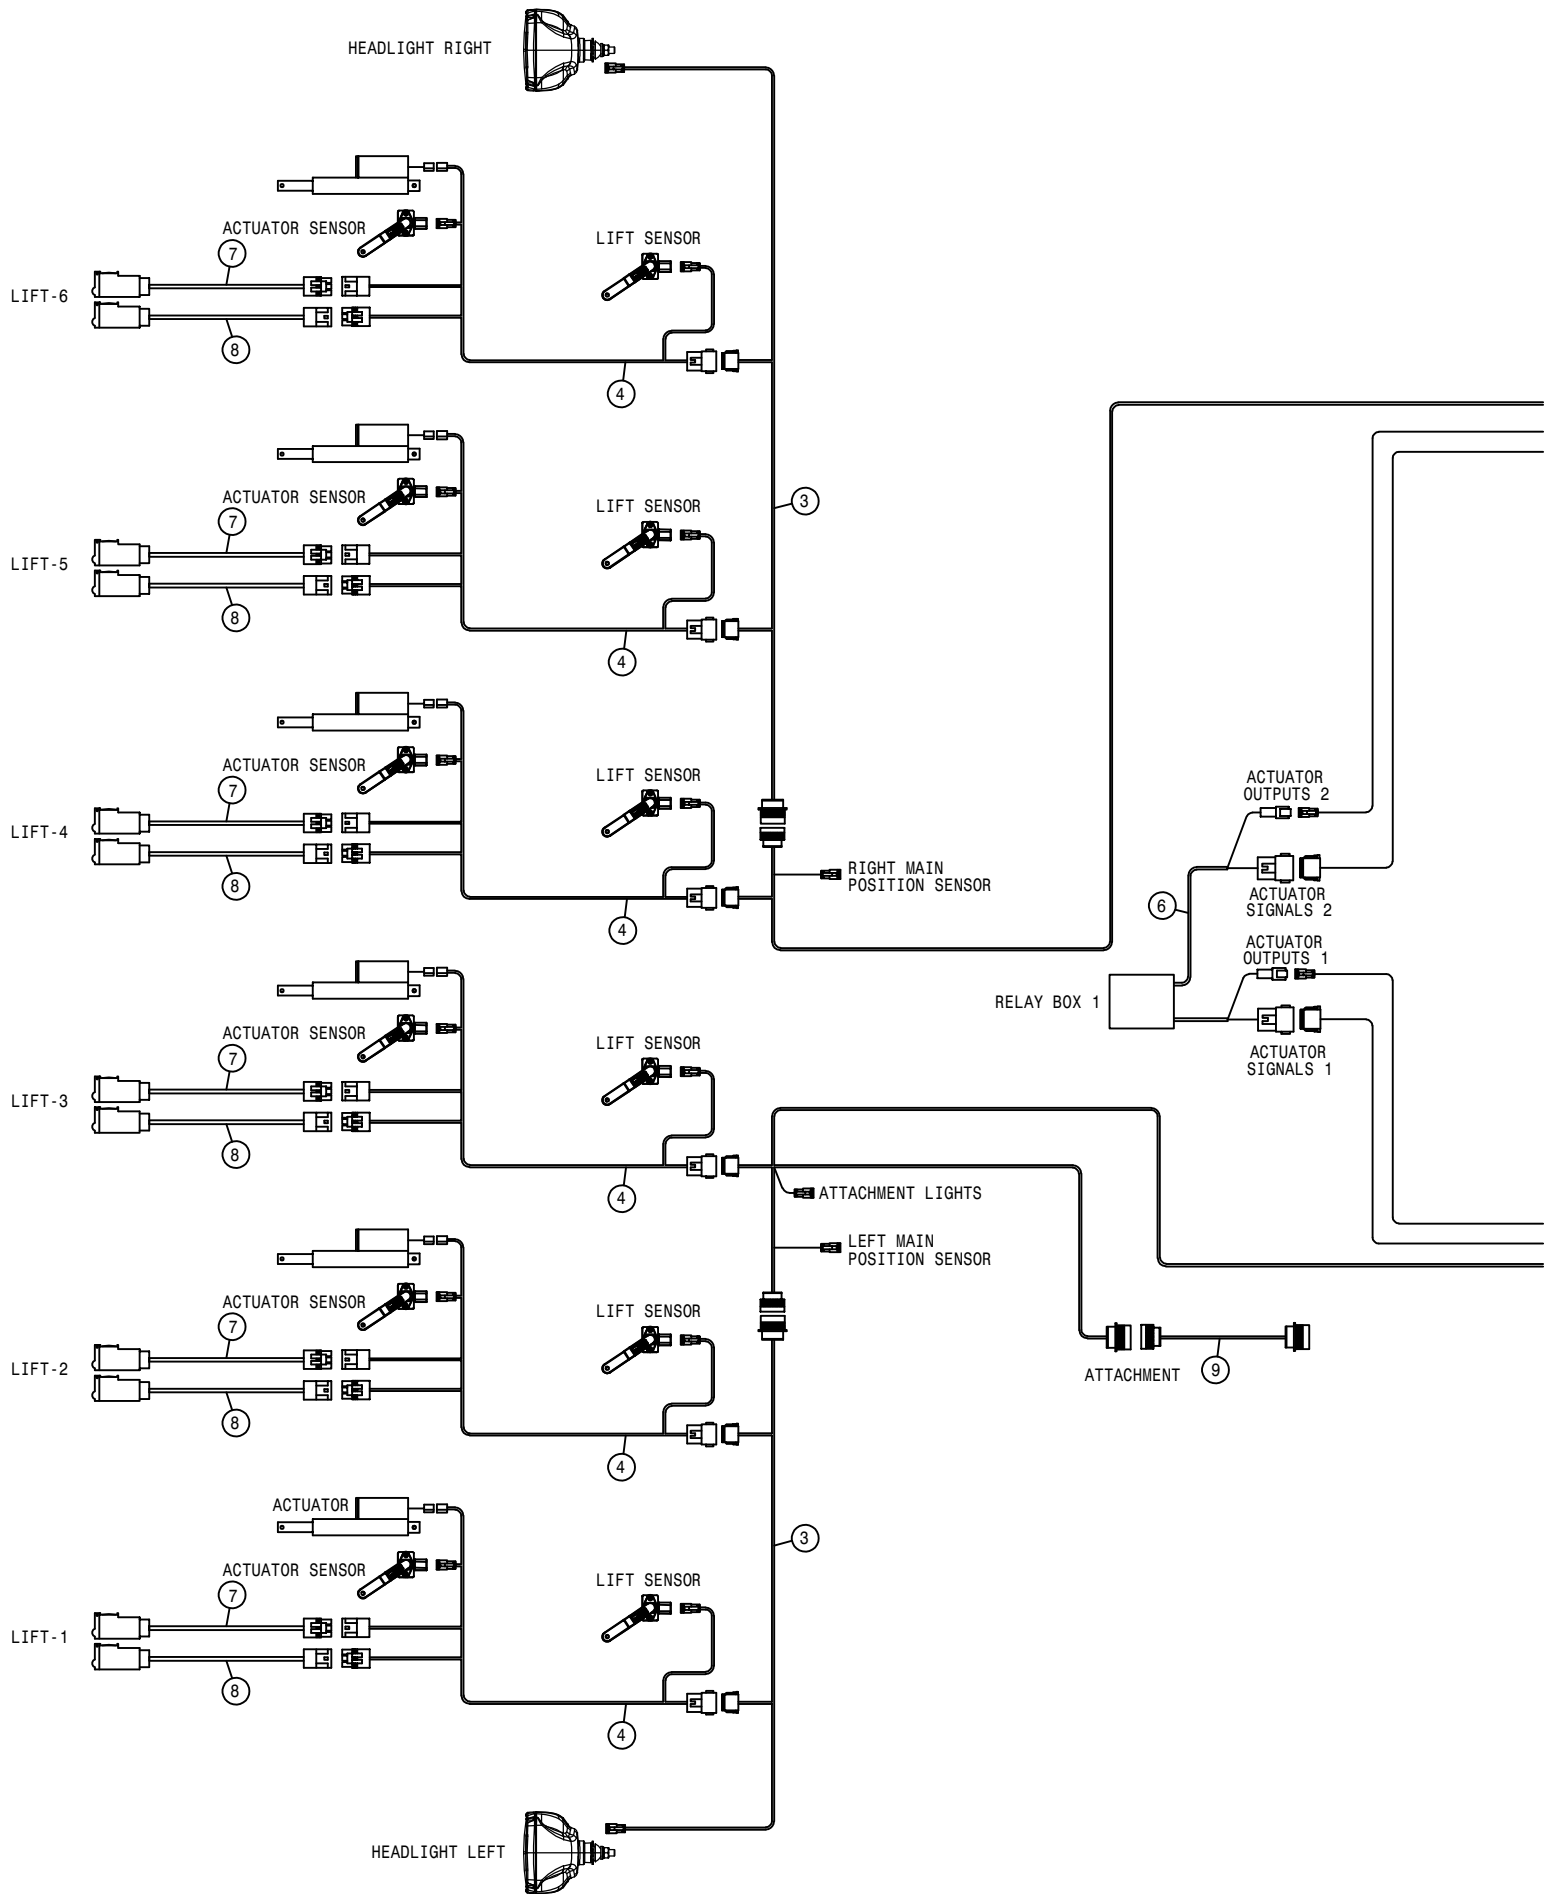 HEADLIGHT RIGHT
ACTUATOR SENSOR
7
LIFT SENSOR
LIFT-6
8
4
ACTUATOR SENSOR
7
LIFT SENSOR
3
LIFT-5
8
4
ACTUATOR SENSOR
7
LIFT SENSOR
ACTUATOR
OUTPUTS 2
LIFT-4
8
4
RIGHT MAIN
POSITION SENSOR
6
ACTUATOR
SIGNALS 2
ACTUATOR
OUTPUTS 1
RELAY BOX 1
ACTUATOR
SIGNALS 1
ACTUATOR SENSOR
7
LIFT SENSOR
LIFT-3
8
4
ATTACHMENT LIGHTS
LEFT MAIN
POSITION SENSOR
ACTUATOR SENSOR
7
LIFT SENSOR
LIFT-2
8
4
ATTACHMENT
9
ACTUATOR
3
ACTUATOR SENSOR
7
LIFT SENSOR
LIFT-1
8
4
HEADLIGHT LEFT